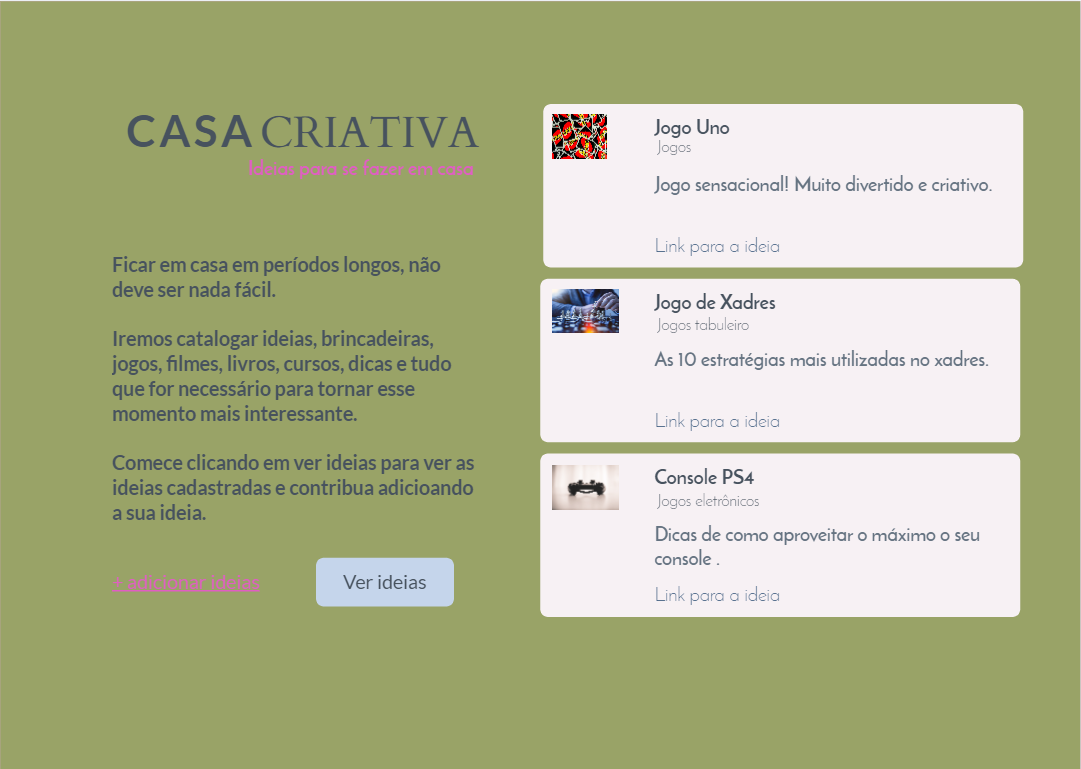 CASA CRIATIVA
Ideias para se fazer em casa
Ficar em casa em períodos longos, não
deve ser nada fácil.
Iremos catalogar ideias, brincadeiras,
jogos, filmes, livros, cursos, dicas e tudo
que for necessário para tornar esse
momento mais interessante.
Comece clicando em ver ideias para ver as
ideias cadastradas e contribua adicioando
a sua ideia.
+ adicionar ideias
Ver ideias
Jogo Uno
Jogos
Jogo sensacional! Muito divertido e criativo.
Link para a ideia
Jogo de Xadres
Jogos tabuleiro
As 10 estratégias mais utilizadas no xadres.
Link para a ideia
Console PS4
Jogos eletrônicos
Dicas de como aproveitar o máximo o seu
console .
Link para a ideia